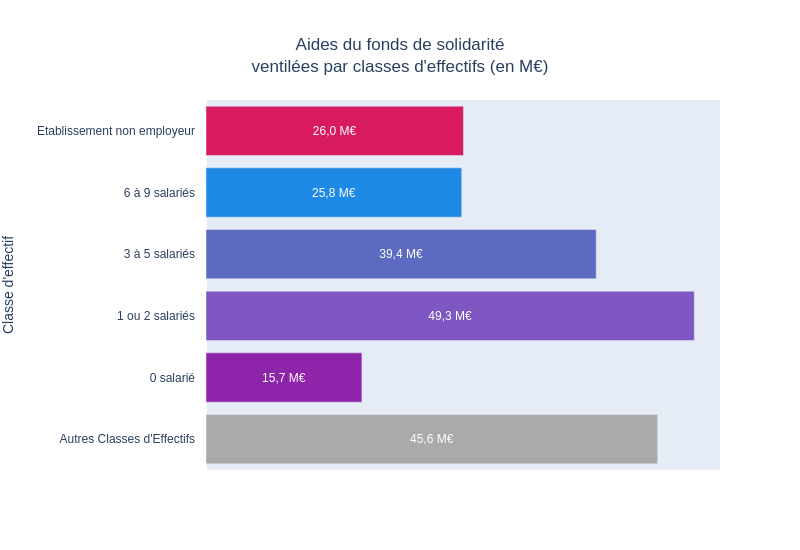 Aides du fonds de solidarité
ventilées par classes d'effectifs (en M€)
Classe d'effectif
Etablissement non employeur
26,0 M€
6 à 9 salariés
25,8 M€
3 à 5 salariés
39,4 M€
1 ou 2 salariés
49,3 M€
0 salarié
15,7 M€
Autres Classes d'Effectifs
45,6 M€